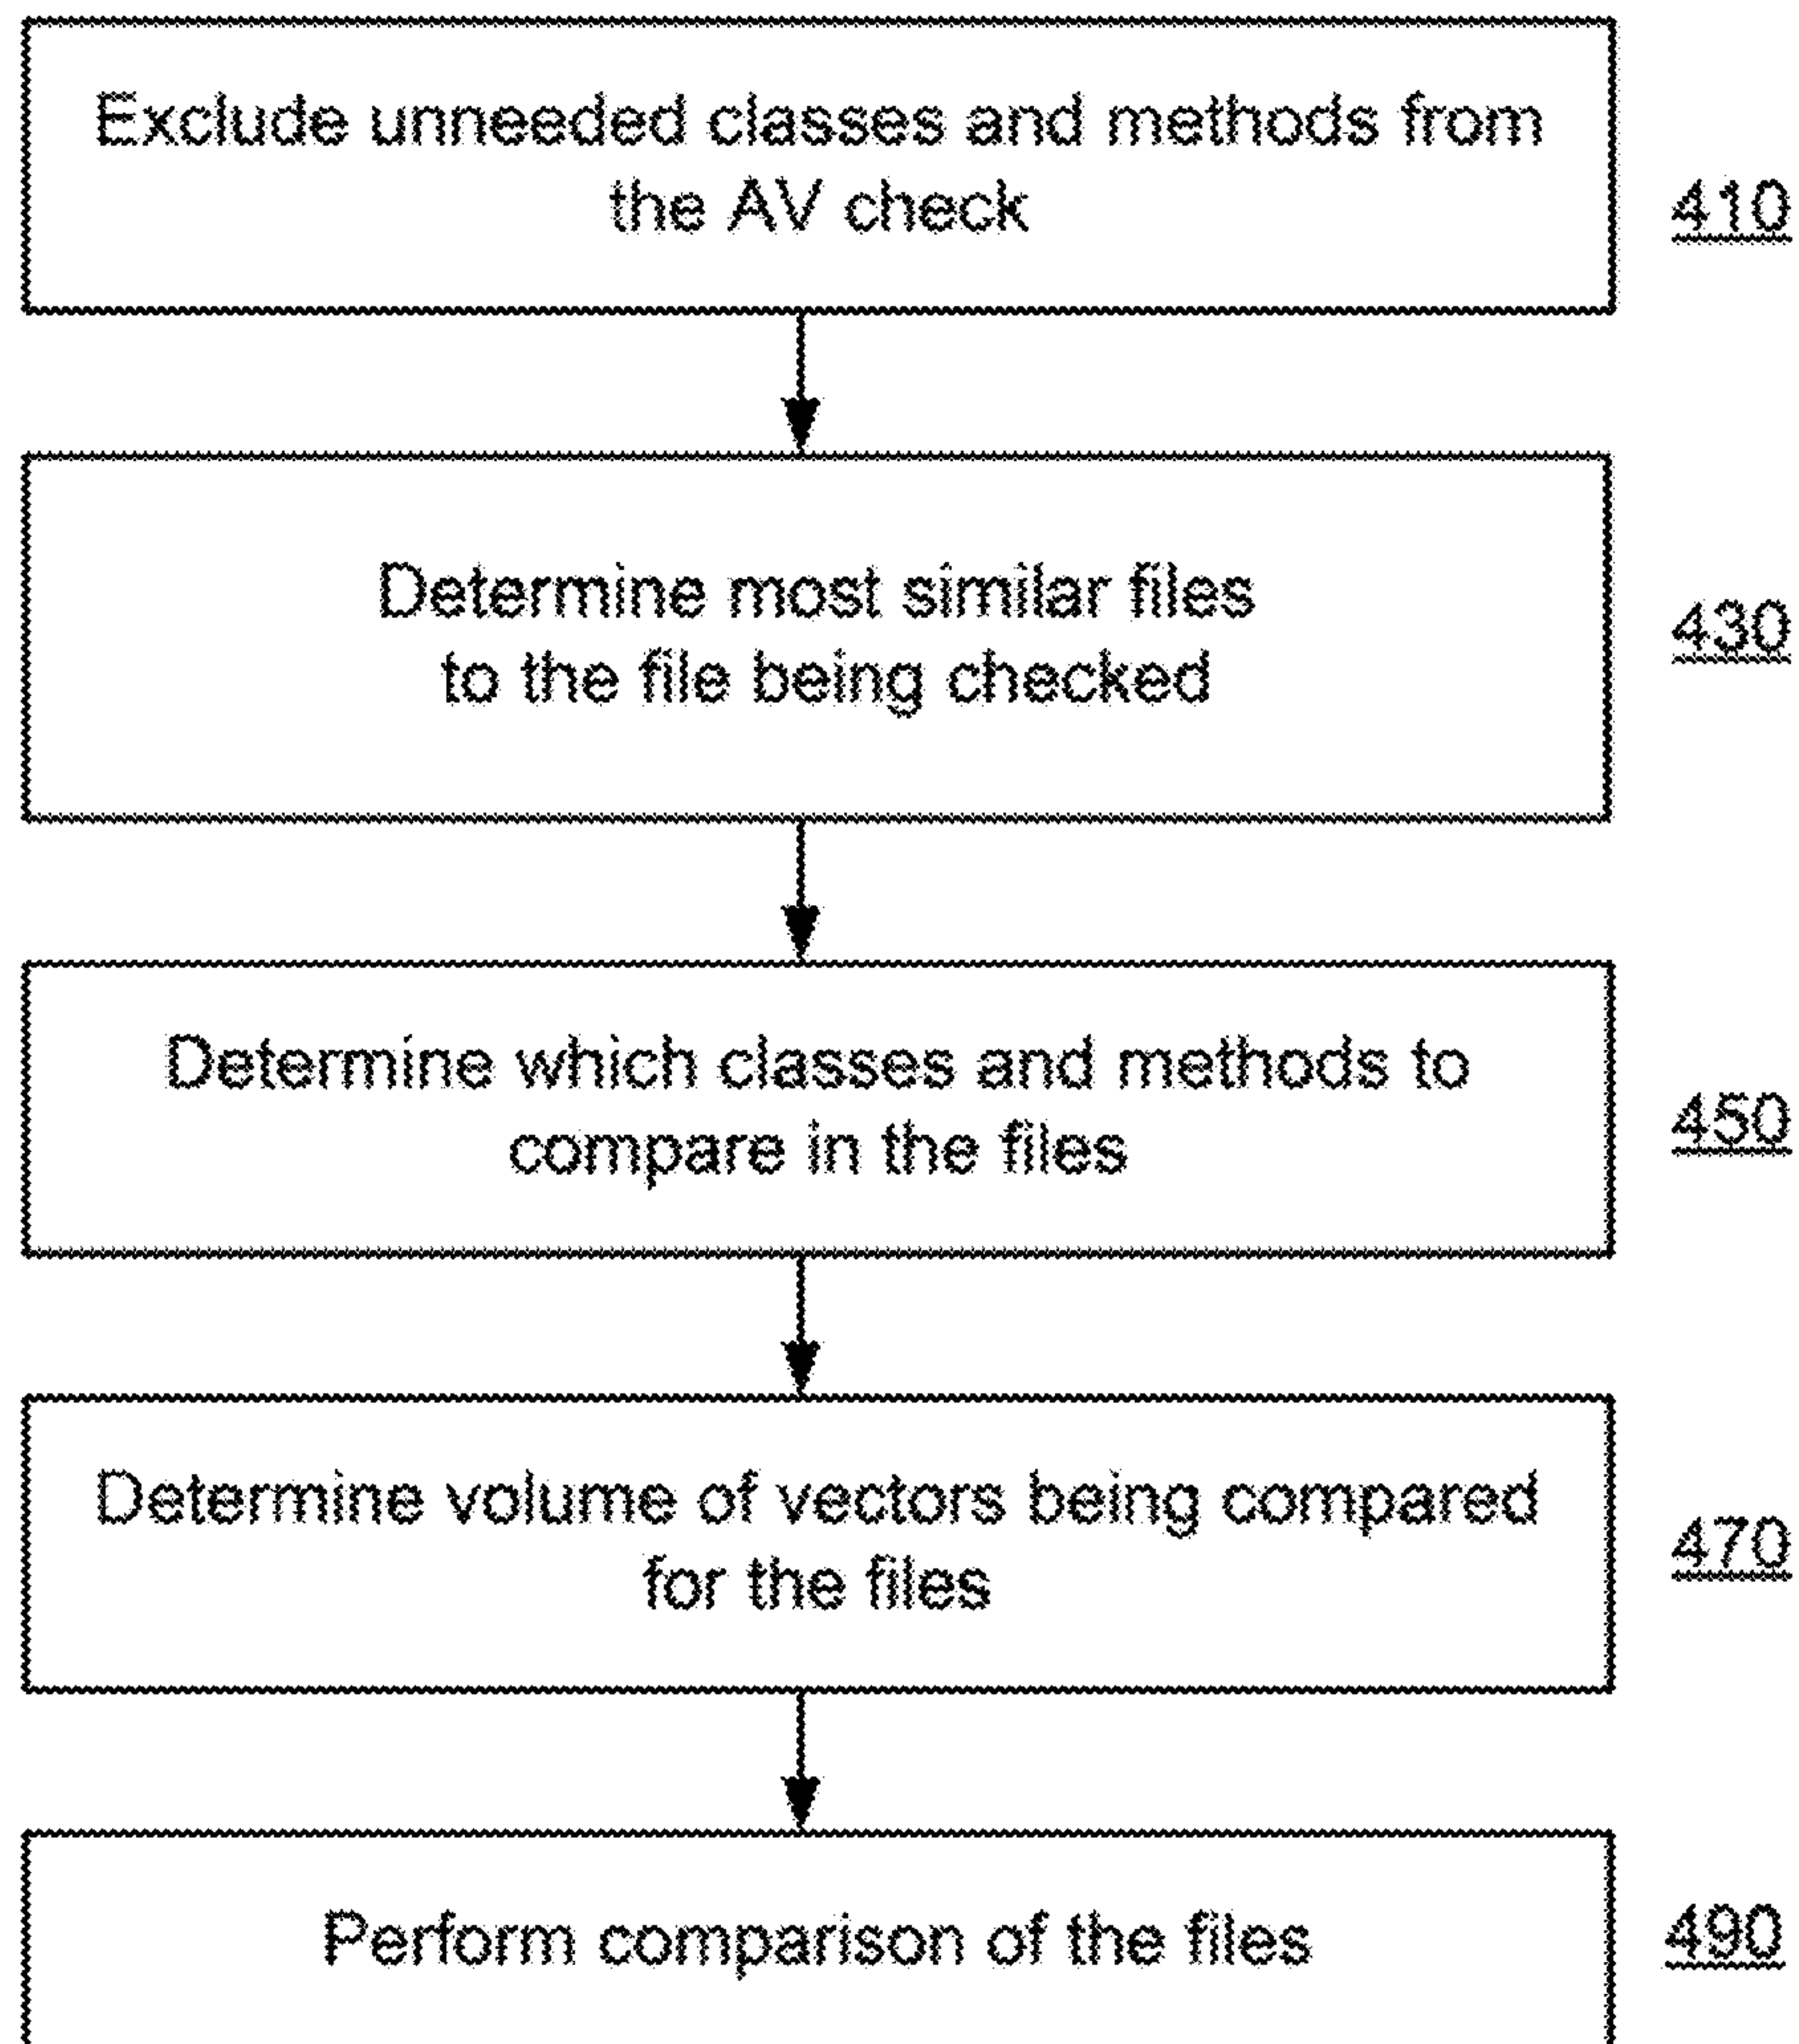 Exclude unneeded classes and methods from
the AV check
410
Determine most similar files
to the file being checked
430
Determine which classes and methods to
compare in the files
450
Determine volume of vectors being compared
for the files
470
Perform comparison of the files
490